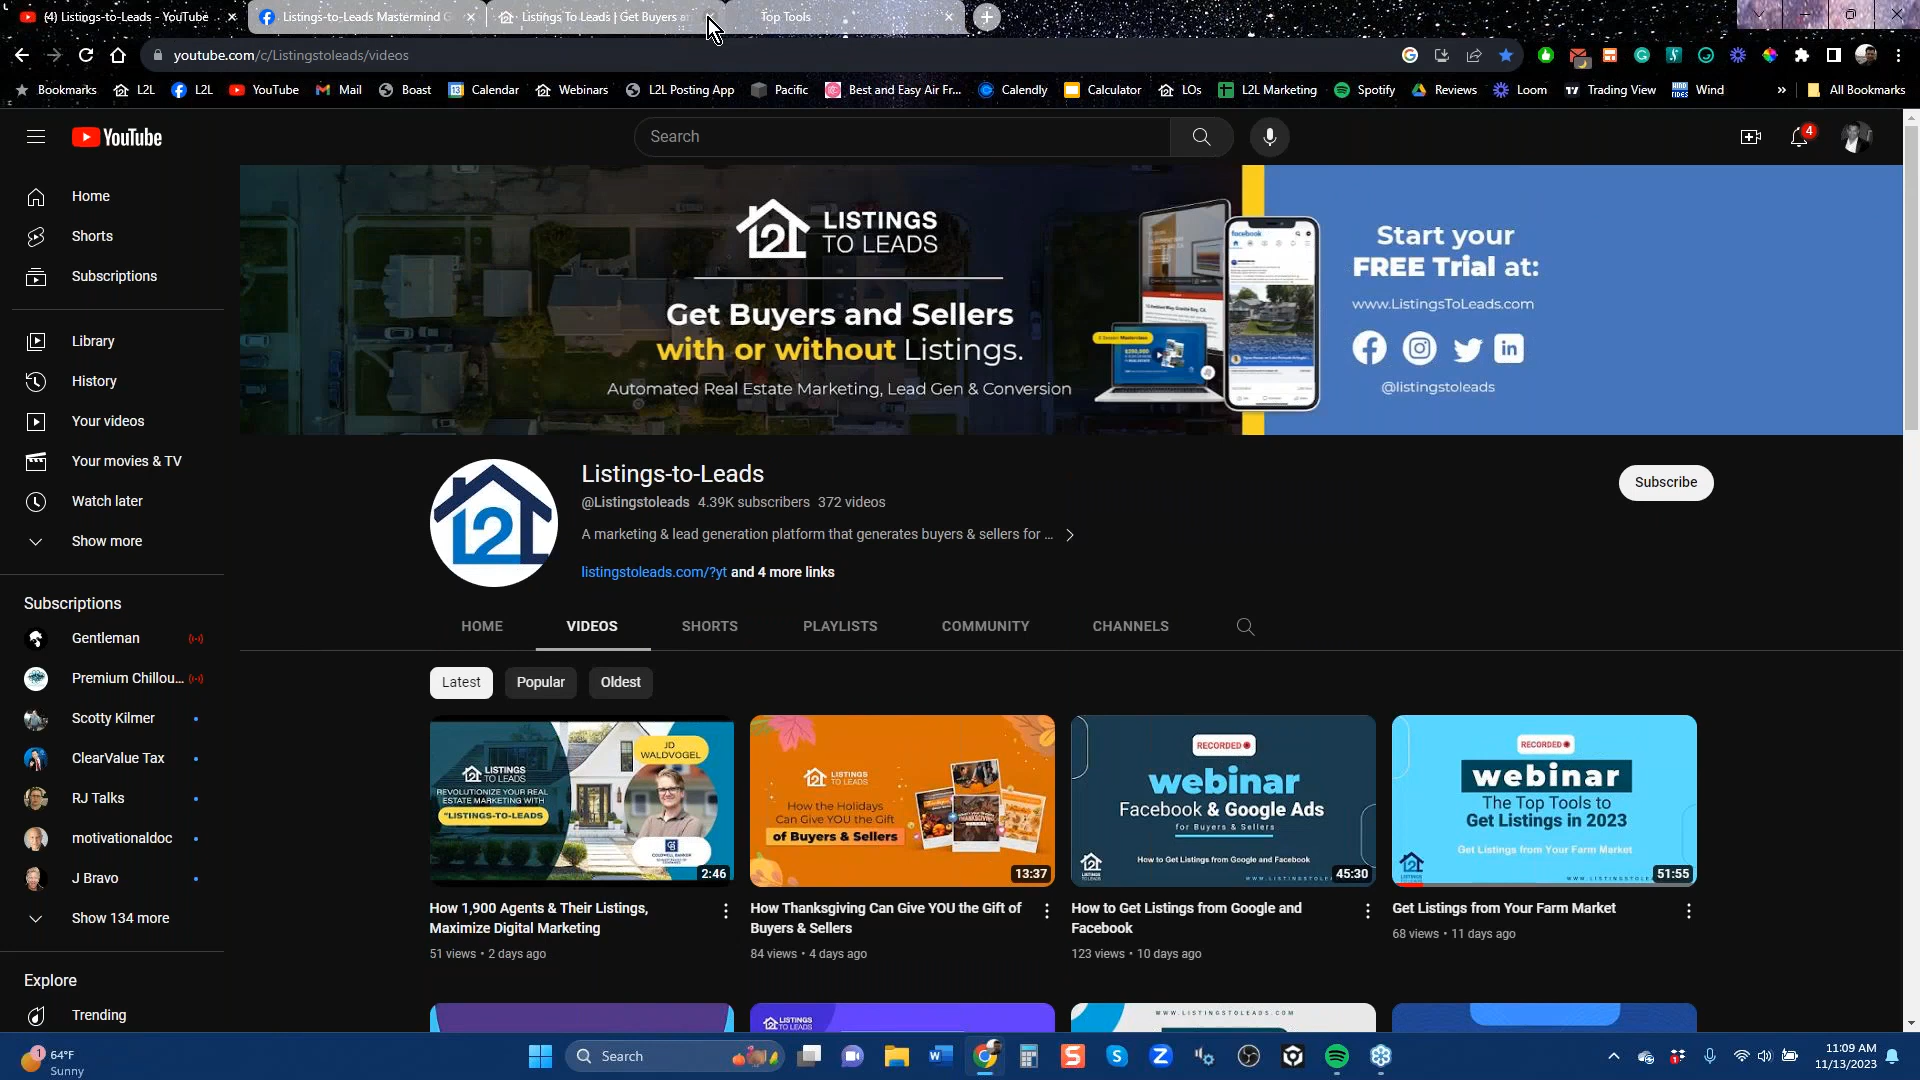 (4) Listings-to-Leads - YouTube
Listings-to-Leads Mastermind G
Listings To Leads | Get Buyers a
Top Tools
youtube.com/c/Listingstoleads/videos
Bookmarks
L2L
L2L
YouTube
Mail
Boast
Calendar
Webinars
L2L Posting App
Pacific
Best and Easy Air Fr...
Calendly
Calculator
LOs
L2L Marketing
Spotify
Reviews
Loom
Trading View
Wind
»
All Bookmarks
YouTube
Search
4
Home
Shorts
Subscriptions
Library
History
Your videos
Your movies & TV
Watch later
Show more
Subscriptions
Gentleman
Premium Chillou...
Scotty Kilmer
ClearValue Tax
RJ Talks
motivationaldoc
J Bravo
Show 134 more
Explore
Trending
L2L LISTINGS
TO LEADS
Get Buyers and Sellers
with or without Listings.
Automated Real Estate Marketing, Lead Gen & Conversion
facebook
Start your
FREE Trial at:
www.ListingsToLeads.com
@listingstoleads
L2L
Listings-to-Leads
@Listingstoleads 4.39K subscribers 372 videos
A marketing & lead generation platform that generates buyers & sellers for ...
listingstoleads.com/?yt and 4 more links
Subscribe
HOME
VIDEOS
SHORTS
PLAYLISTS
COMMUNITY
CHANNELS
Latest
Popular
Oldest
LISTINGS
TO LEADS
REVOLUTIONIZE YOUR REAL
ESTATE MARKETING WITH
"LISTINGS-TO-LEADS
JD
WALDVOGEL
COLDWELL BANKER
2:46
How 1,900 Agents & Their Listings,
Maximize Digital Marketing
51 views • 2 days ago
LISTINGS
TO LEADS
How the Holidays
Can Give YOU the Gift
of Buyers & Sellers
13:37
How Thanksgiving Can Give YOU the Gift of
Buyers & Sellers
84 views • 4 days ago
RECORDED
webinar
Facebook & Google Ads
for Buyers & Sellers
How to Get Listings from Google and Facebook
45:30
How to Get Listings from Google and
Facebook
123 views • 10 days ago
RECORDED
webinar
The Top Tools to
Get Listings in 2023
Get Listings from Your Farm Market
51:55
Get Listings from Your Farm Market
68 views • 11 days ago
LISTINGS
TO LEADS
WWW.LISTINGSTOLEADS.COM
1
64°F
Sunny
Search
11:09 AM
11/13/2023